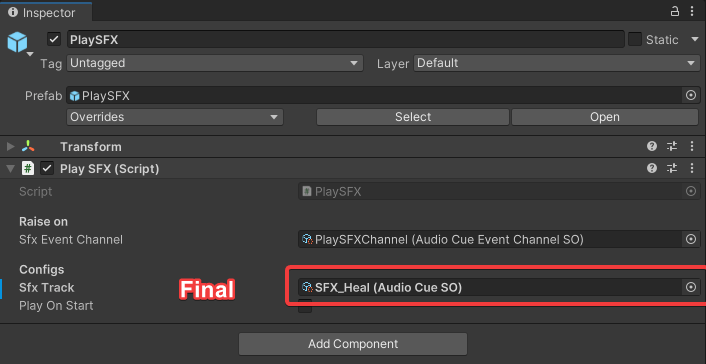 Inspector
PlaySFX
Static
Tag Untagged Layer Default
Prefab PlaySFX
Overrides Select Open
Transform
# Play SFX (Script)
Script # PlaySFX
Raise on
Sfx Event Channel PlaySFXChannel (Audio Cue Event Channel SO)
Configs
Sfx Track Final SFX_Heal (Audio Cue SO)
Play On Start
Add Component